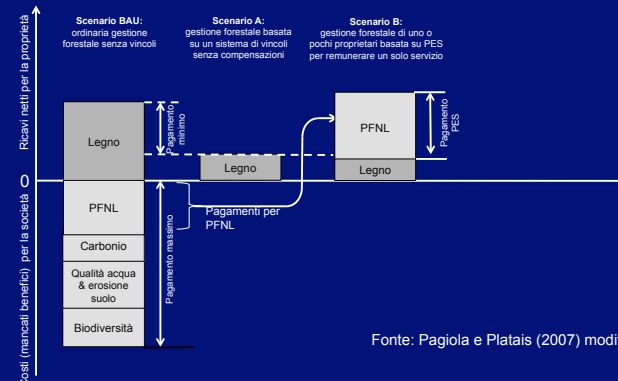 Scenario BAU:
ordinaria gestione
forestale senza vincoli
Scenario A:
gestione forestale basata
su un sistema di vincoli
senza compensazioni
Scenario B:
gestione forestale di uno o
pochi proprietari basata su PES
per remunerare un solo servizio
Ricavi netti per la proprietà
Legno
Pagamento
minimo
Legno
PFNL
Legno
Pagamento
PES
0
Costi (mancati benefici) per la società
PFNL
Carbonio
Qualità acqua
& erosione
suolo
Biodiversità
Pagamento massimo
Pagamenti per
PFNL
Fonte: Pagiola e Platais (2007) modi